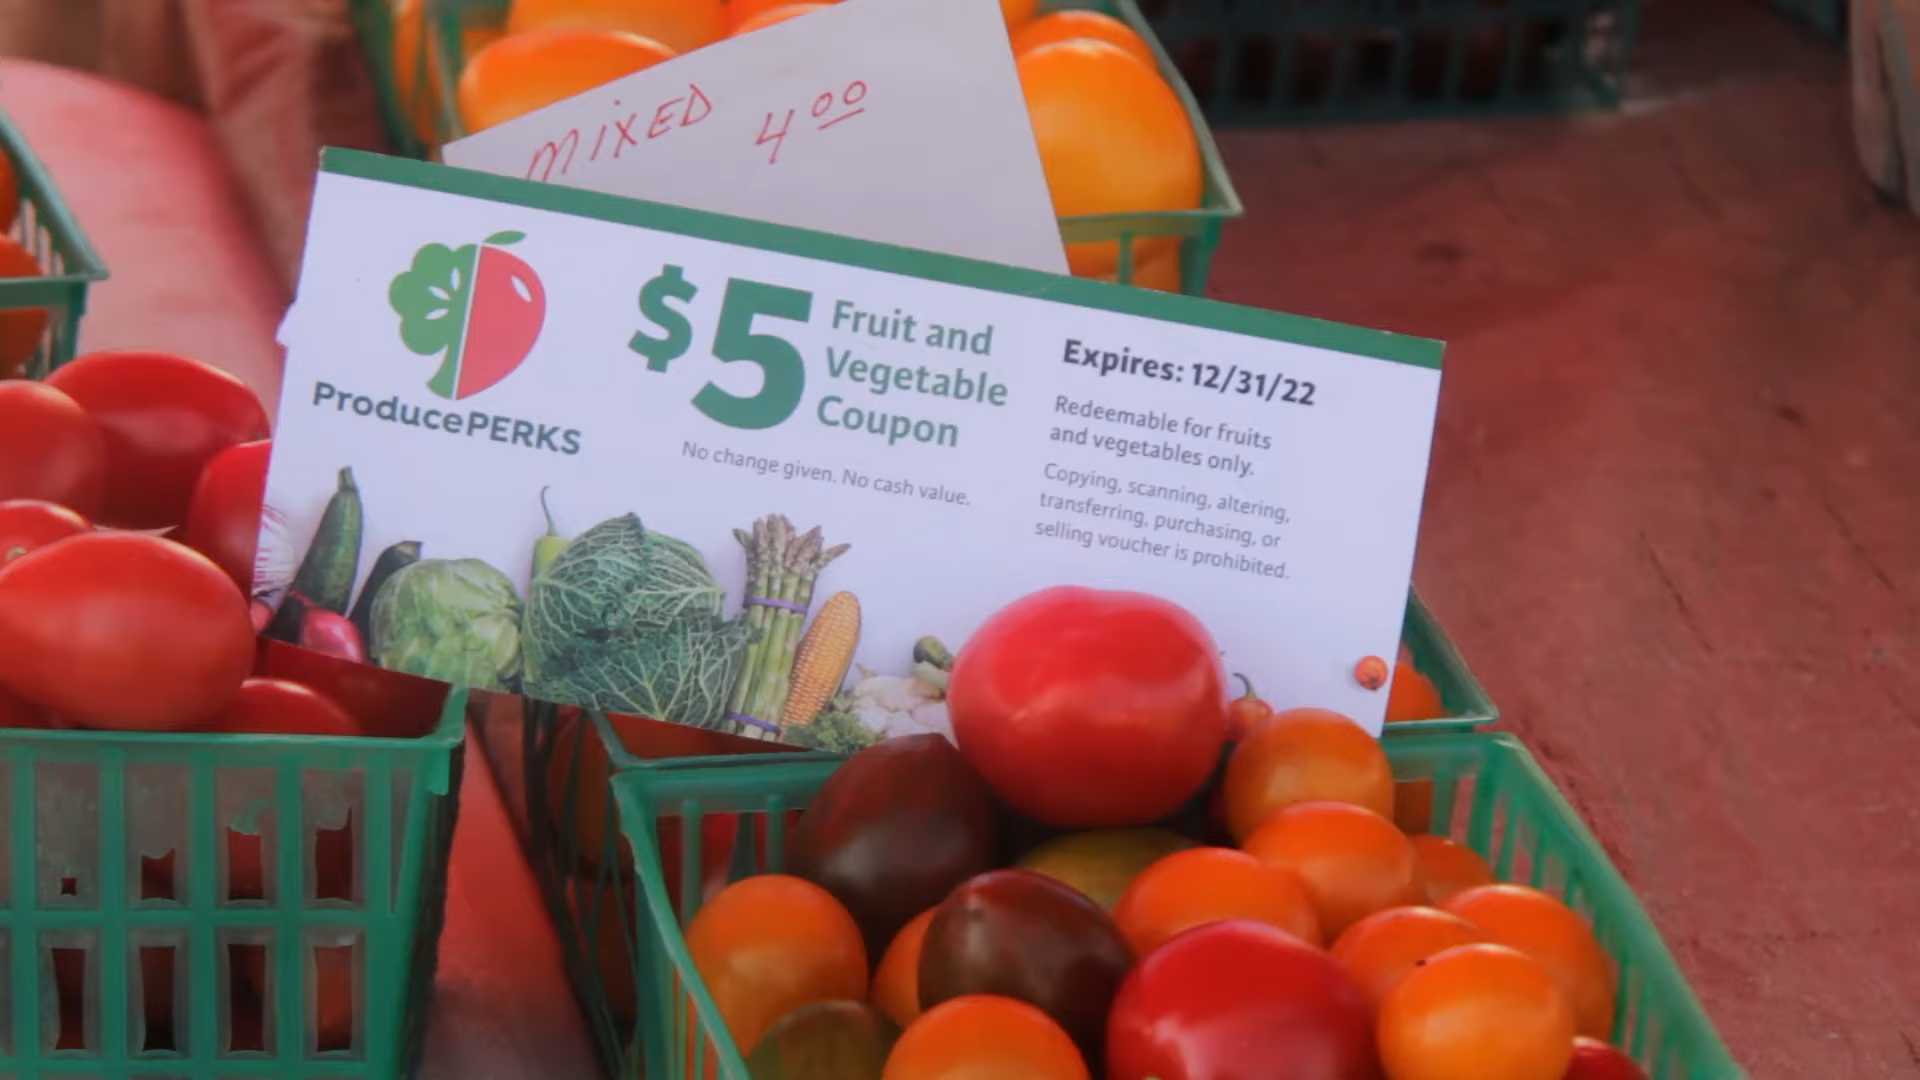 MIXED 4.00
ProducePERKS
$5 Fruit and
Vegetable
Coupon
No change given. No cash value.
Expires: 12/31/22
Redeemable for fruits
and vegetables only.
Copying, scanning, altering,
transferring, purchasing, or
selling voucher is prohibited.